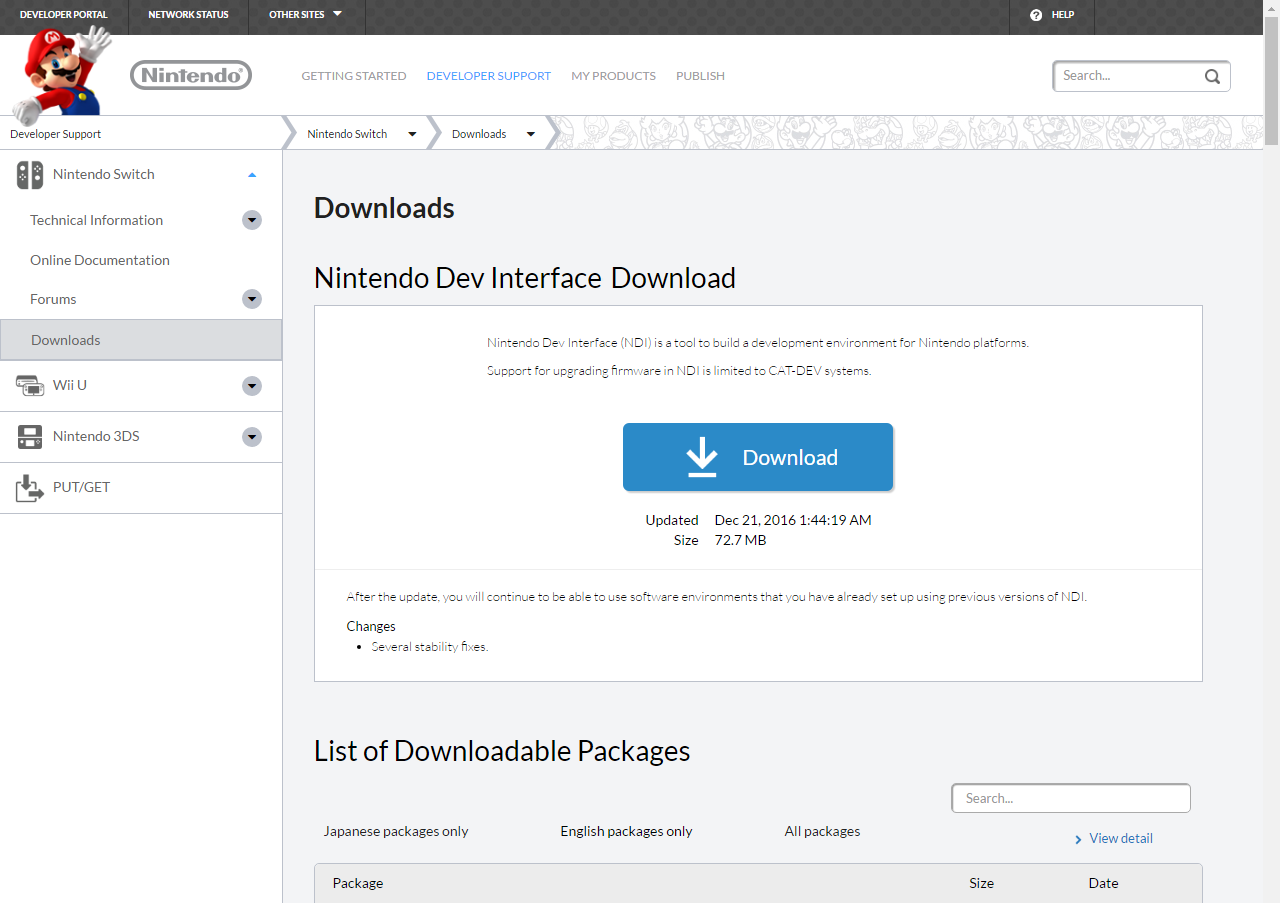 DEVELOPER PORTAL NETWORK STATUS OTHER SITES ? HELP
M
Nintendo®
GETTING STARTED DEVELOPER SUPPORT MY PRODUCTS PUBLISH
Search...
Developer Support Nintendo Switch Downloads
Nintendo Switch
Technical Information
Online Documentation
Forums
Downloads
Wii U
Nintendo 3DS
PUT/GET
Downloads
Nintendo Dev Interface Download
Nintendo Dev Interface (NDI) is a tool to build a development environment for Nintendo platforms.
Support for upgrading firmware in NDI is limited to CAT-DEV systems.
Download
Updated Dec 21, 2016 1:44:19 AM
Size 72.7 MB
After the update, you will continue to be able to use software environments that you have already set up using previous versions of NDI.
Changes
• Several stability fixes.
List of Downloadable Packages
Search...
Japanese packages only English packages only All packages
View detail
Package Size Date